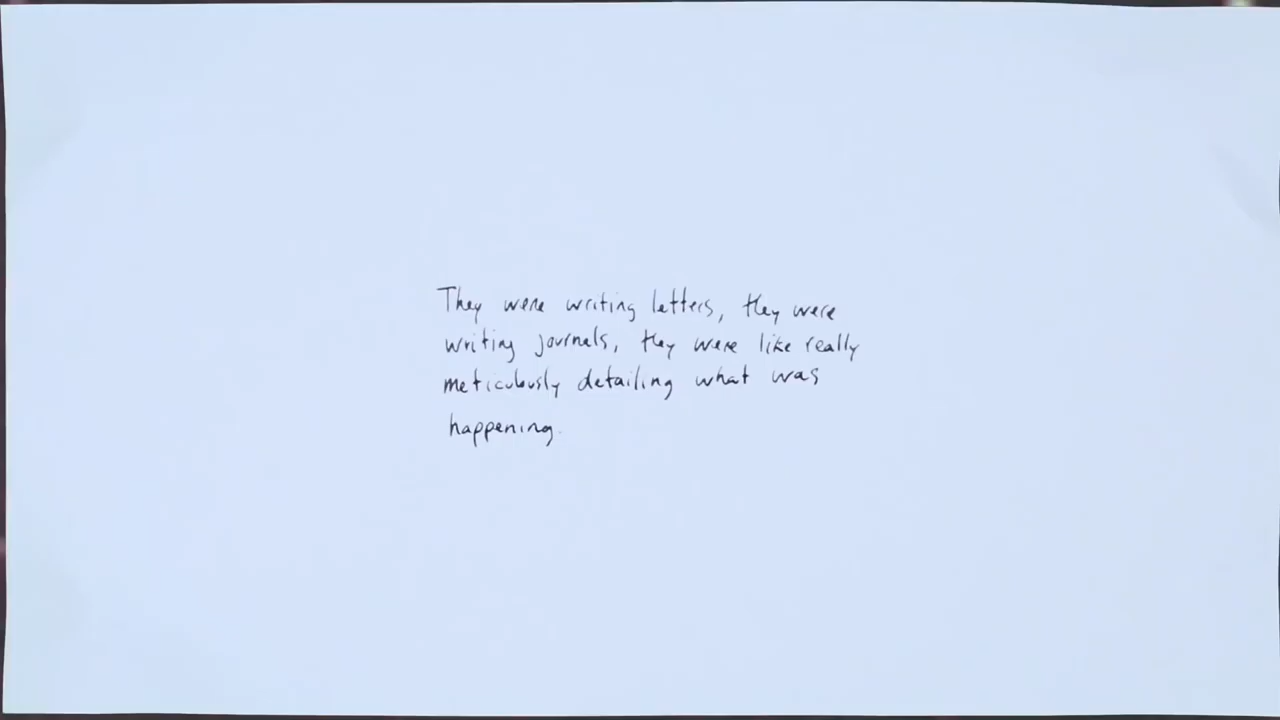 They were writing letters, they were
writing journals, they were like really
meticulously detailing what was
happening.